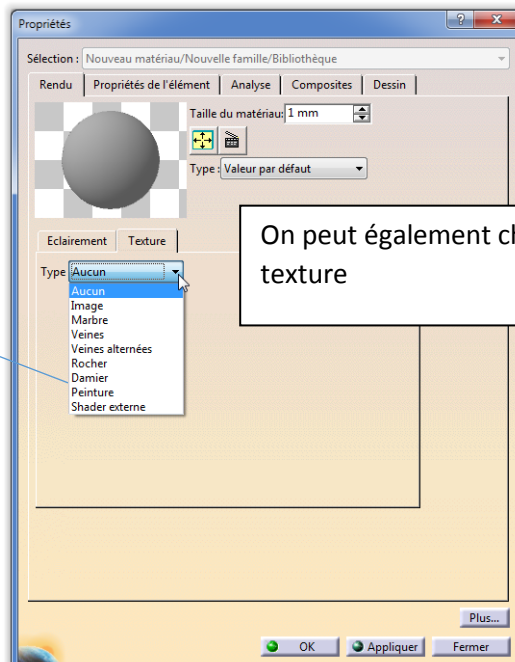 Propriétés
Sélection : Nouveau matériau/Nouvelle famille/Bibliothèque
Rendu Propriétés de l'élément Analyse Composites Dessin
Taille du matériau: 1 mm
Type : Valeur par défaut
Eclairement Texture
On peut également
texture
Type Aucun
Aucun
Image
Marbre
Veines
Veines alternées
Rocher
Damier
Peinture
Shader externe
Plus...
OK Appliquer Fermer